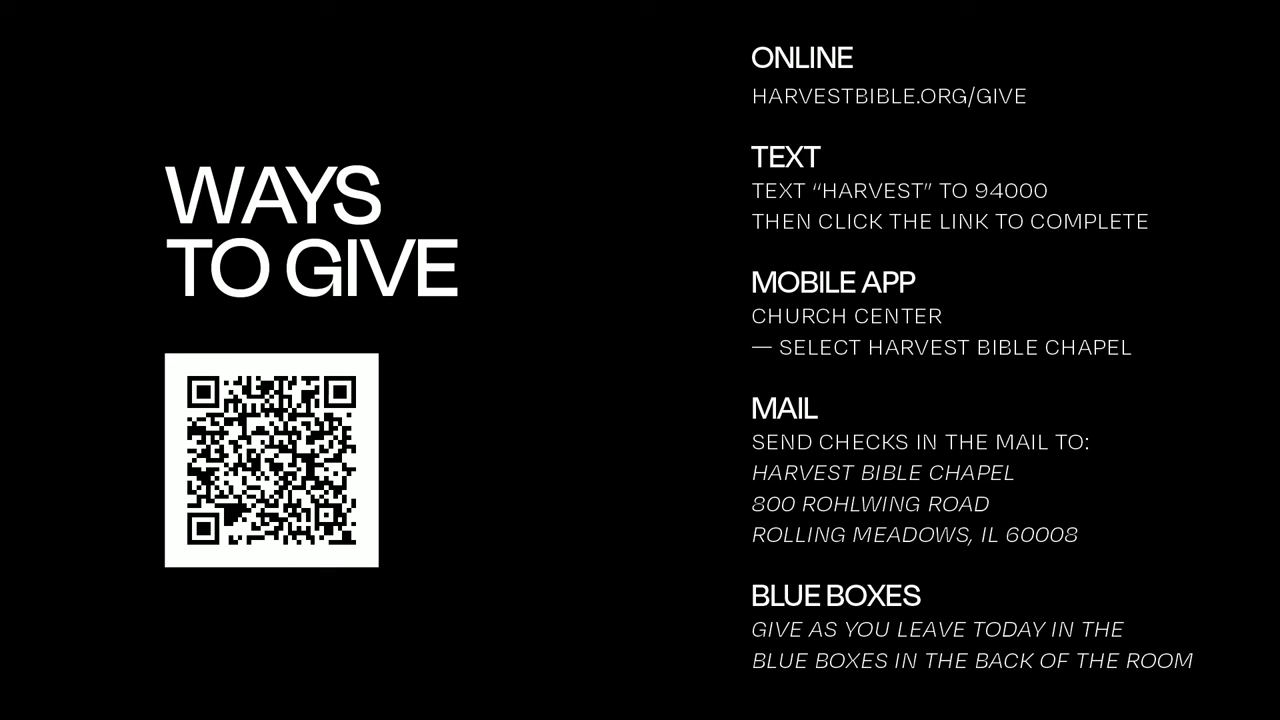 WAYS
TO GIVE
ONLINE
HARVESTBIBLE.ORG/GIVE
TEXT
TEXT “HARVEST” TO 94000
THEN CLICK THE LINK TO COMPLETE
MOBILE APP
CHURCH CENTER
— SELECT HARVEST BIBLE CHAPEL
MAIL
SEND CHECKS IN THE MAIL TO:
HARVEST BIBLE CHAPEL
800 ROHLWING ROAD
ROLLING MEADOWS, IL 60008
BLUE BOXES
GIVE AS YOU LEAVE TODAY IN THE
BLUE BOXES IN THE BACK OF THE ROOM